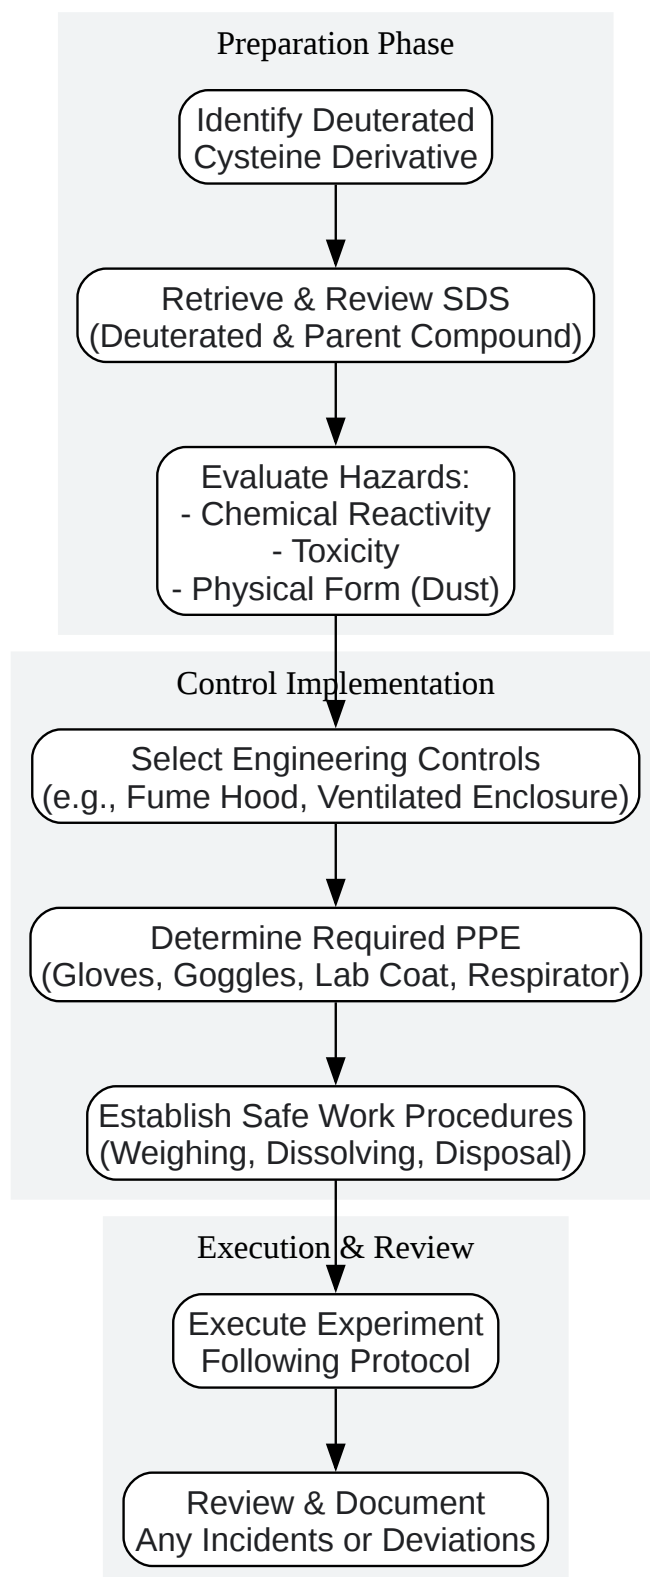 Preparation Phase
Identify Deuterated
Cysteine Derivative
Retrieve & Review SDS
(Deuterated & Parent Compound)
Evaluate Hazards:
- Chemical Reactivity
- Toxicity
- Physical Form (Dust)
Control Implementation
Select Engineering Controls
(e.g., Fume Hood, Ventilated Enclosure)
Determine Required PPE
(Gloves, Goggles, Lab Coat, Respirator)
Establish Safe Work Procedures
(Weighing, Dissolving, Disposal)
Execution & Review
Execute Experiment
Following Protocol
Review & Document
Any Incidents or Deviations